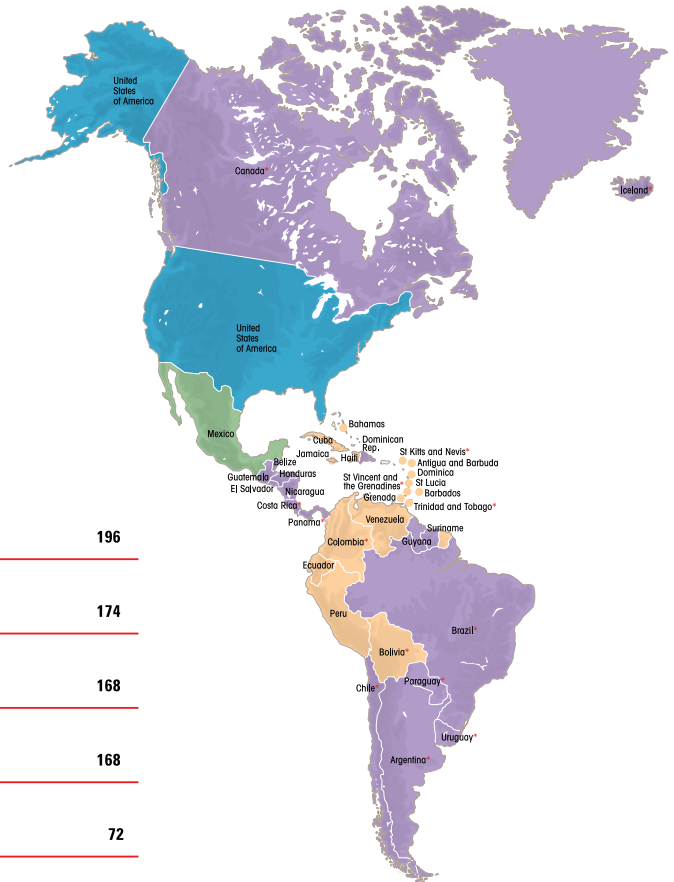 United
States
of America
Canada*
Iceland*
United
States
of America
Mexico
Bahamas
Cuba
Dominican
Rep.
Jamaica
Haiti
Belize
Guatemala
Honduras
El Salvador
Nicaragua
Costa Rica*
Panama*
St Kitts and Nevis*
Antigua and Barbuda
Dominica
St Vincent and
the Grenadines*
St Lucia
Barbados
Grenada
Trinidad and Tobago*
Venezuela
Suriname
Guyana
Colombia*
Ecuador
Peru
Brazil*
Bolivia*
Chile*
Paraguay*
Uruguay*
Argentina*
196
174
168
168
72